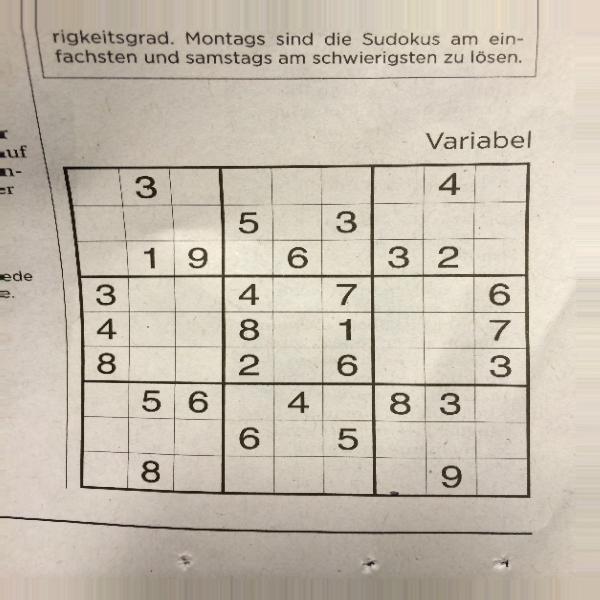 rigkeitsgrad. Montags sind die Sudokus am ein-
fachsten und samstags am schwierigsten zu lösen.
r
uf
n-
er
ede
e.
Variabel
3 4
5 3
1 9 6 3 2
3 4 7 6
4 8 1 7
8 2 6 3
5 6 4 8 3
6 5
8 9